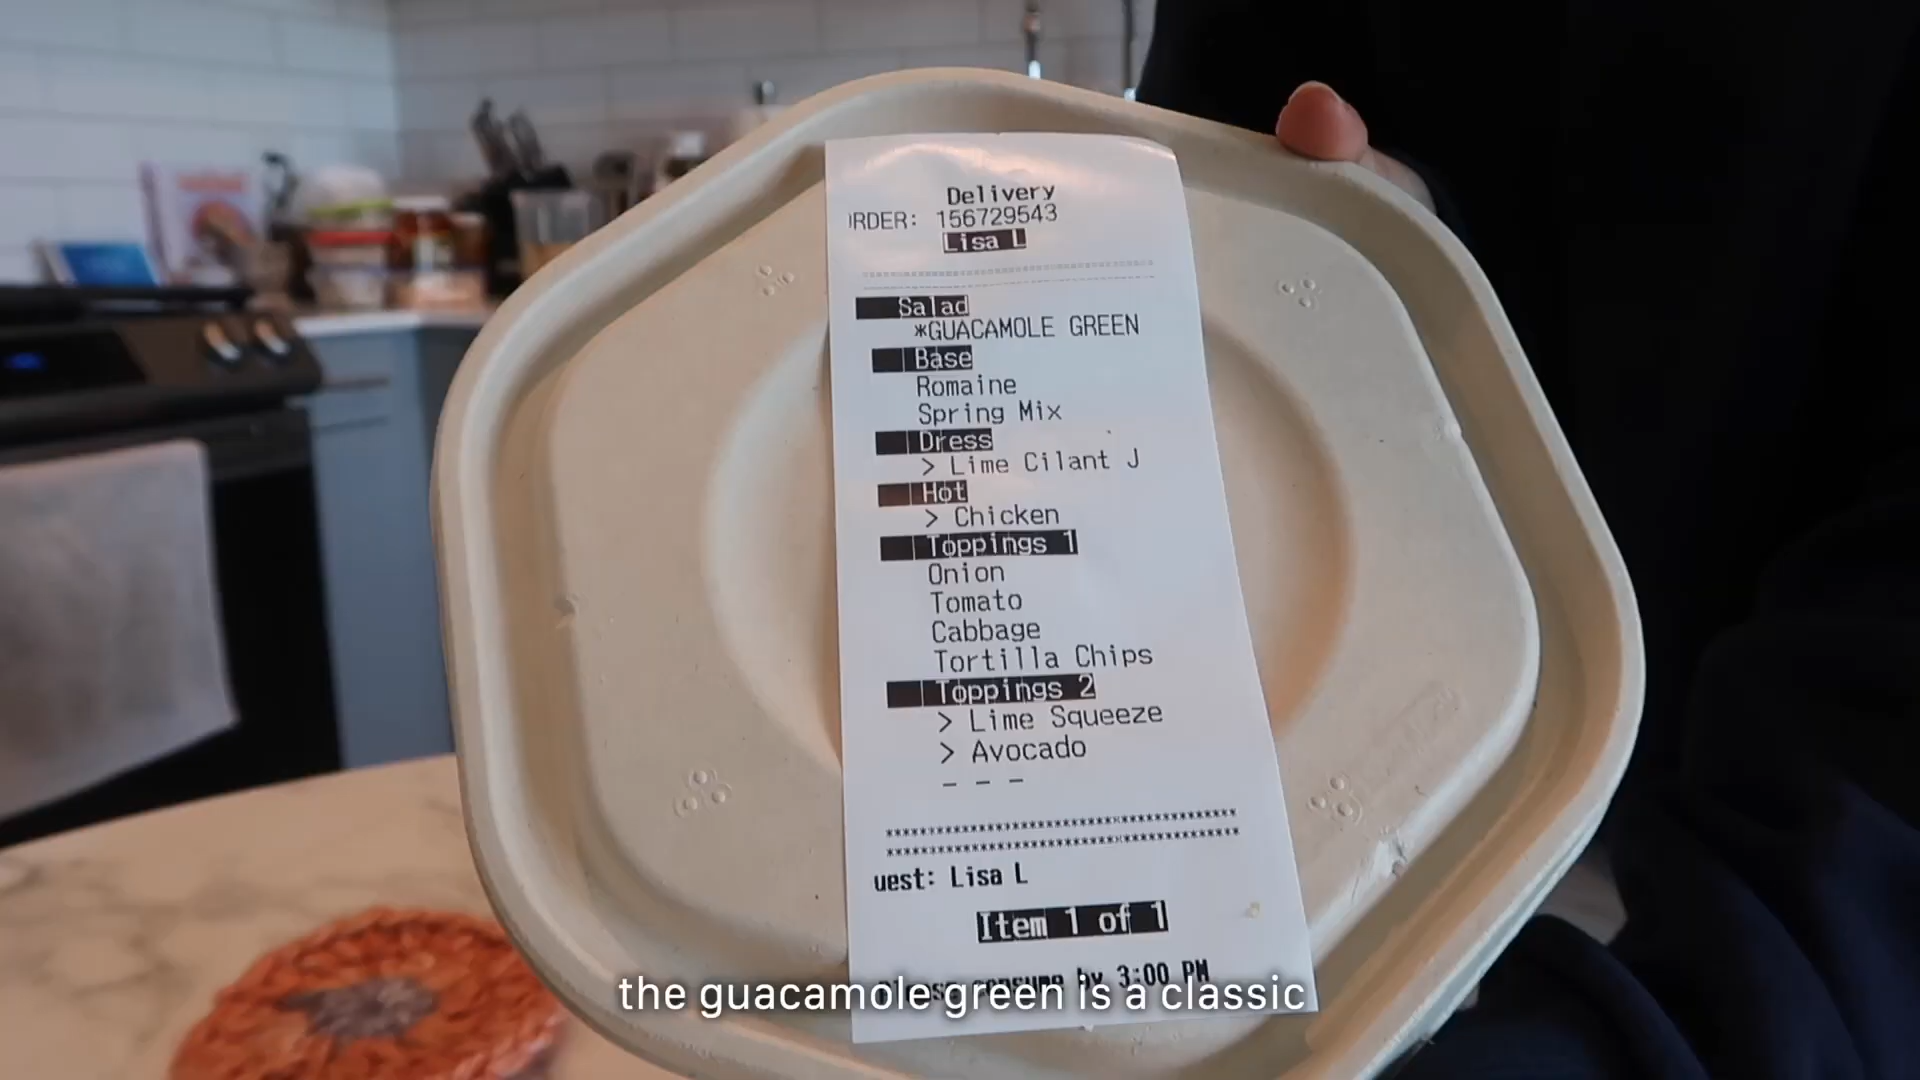 Delivery
RDER: 156729543
Lisa L
Salad
*GUACAMOLE GREEN
Base
Romaine
Spring Mix
Dress
> Lime Cilant J
Hot
> Chicken
Toppings 1
Onion
Tomato
Cabbage
Tortilla Chips
Toppings 2
> Lime Squeeze
> Avocado
- - -
uest: Lisa L
Item 1 of 1
consume by 3:00 PM
the guacamole green is a classic